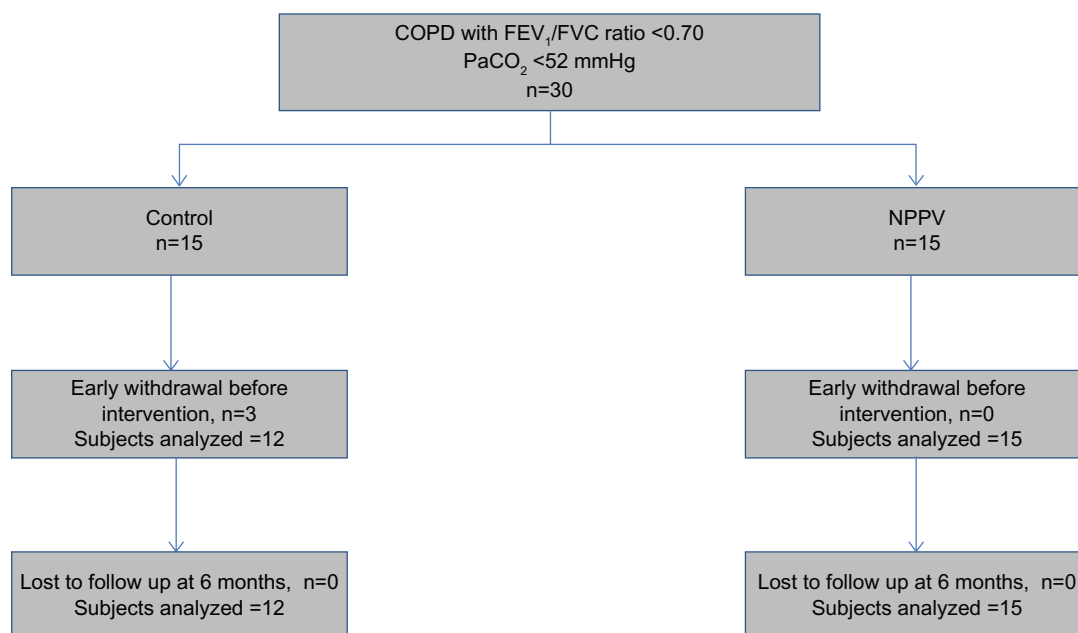 COPD with FEV₁/FVC ratio <0.70
PaCO₂ <52 mmHg
n=30
Control
n=15
NPPV
n=15
Early withdrawal before
intervention, n=3
Subjects analyzed =12
Early withdrawal before
intervention, n=0
Subjects analyzed =15
Lost to follow up at 6 months, n=0
Subjects analyzed =12
Lost to follow up at 6 months, n=0
Subjects analyzed =15